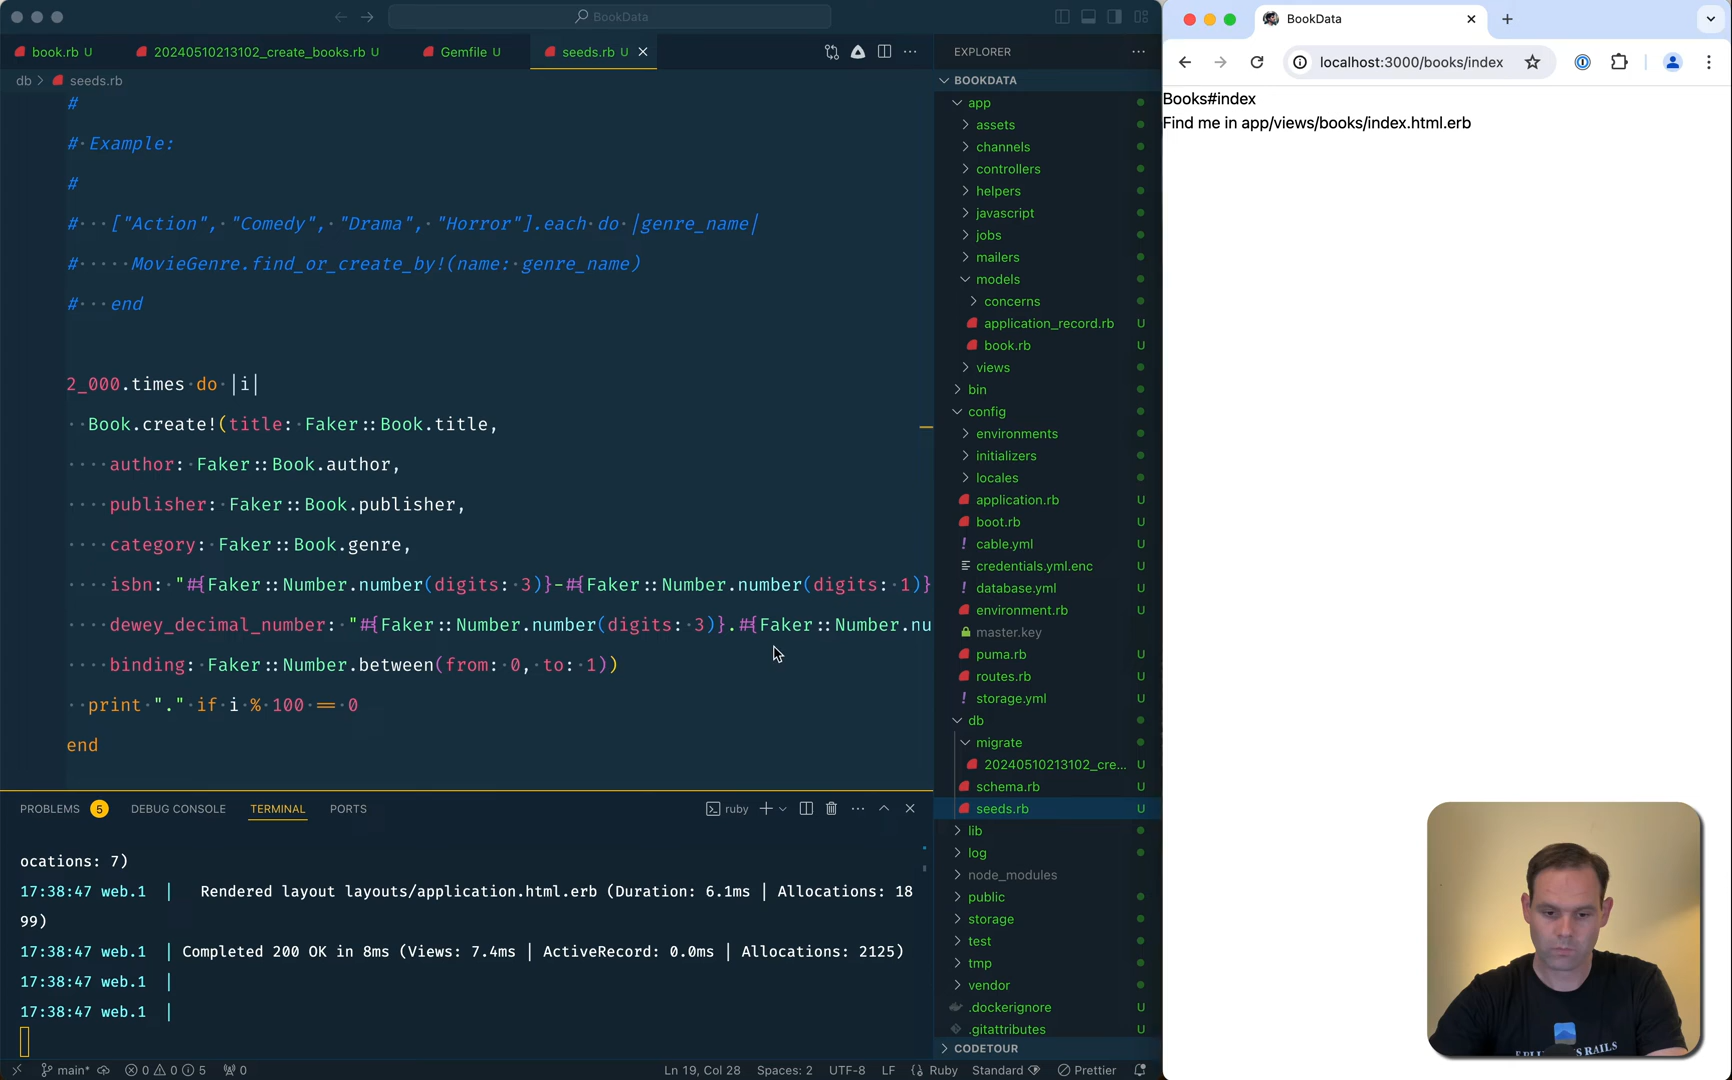 BookData
book.rb U
20240510213102_create_books.rb U
Gemfile U
seeds.rb U
db > seeds.rb
#
# Example:
#
# ["Action", "Comedy", "Drama", "Horror"].each do |genre_name|
# MovieGenre.find_or_create_by!(name: genre_name)
# end
2_000.times do |i|
Book.create!(title: Faker::Book.title,
author: Faker::Book.author,
publisher: Faker::Book.publisher,
category: Faker::Book.genre,
isbn: "#{Faker::Number.number(digits: 3)}-#{Faker::Number.number(digits: 1)}
dewey_decimal_number: "#{Faker::Number.number(digits: 3)}.#{Faker::Number.nu
binding: Faker::Number.between(from: 0, to: 1))
print "." if i % 100 == 0
end
PROBLEMS 5 DEBUG CONSOLE TERMINAL PORTS
ruby
ocations: 7)
17:38:47 web.1 | Rendered layout layouts/application.html.erb (Duration: 6.1ms | Allocations: 18
99)
17:38:47 web.1 | Completed 200 OK in 8ms (Views: 7.4ms | ActiveRecord: 0.0ms | Allocations: 2125)
17:38:47 web.1 |
17:38:47 web.1 |
main* 0 0 5 0
Ln 19, Col 28 Spaces: 2 UTF-8 LF Ruby Standard Prettier
EXPLORER
BOOKDATA
app
assets
channels
controllers
helpers
javascript
jobs
mailers
models
concerns
application_record.rb U
book.rb U
views
bin
config
environments
initializers
locales
application.rb U
boot.rb U
! cable.yml U
credentials.yml.enc U
! database.yml U
environment.rb U
master.key
puma.rb U
routes.rb U
! storage.yml U
db
migrate
20240510213102_cre... U
schema.rb U
seeds.rb U
lib
log
node_modules
public
storage
test
tmp
vendor
.dockerignore U
.gitattributes U
CODETOUR
BookData
localhost:3000/books/index
Books#index
Find me in app/views/books/index.html.erb